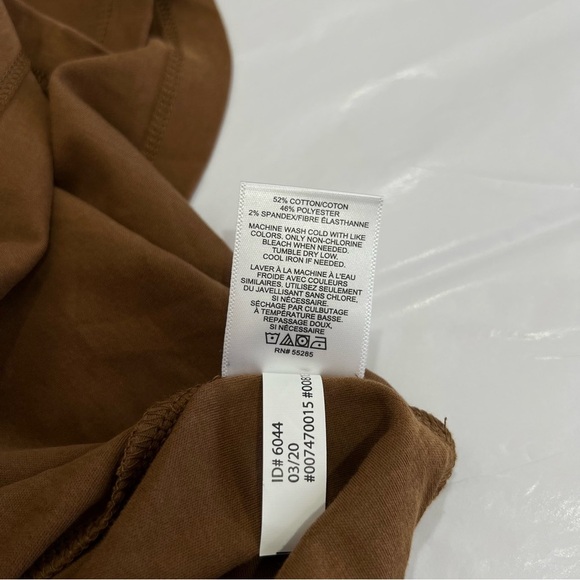 52% COTTON/COTON
46% POLYESTER
2% SPANDEX/FIBRE ÉLASTHANNE
MACHINE WASH COLD WITH LIKE
COLORS. ONLY NON-CHLORINE
BLEACH WHEN NEEDED.
TUMBLE DRY LOW.
COOL IRON IF NEEDED.
LAVER À LA MACHINE À L'EAU
FROIDE AVEC COULEURS
SIMILAIRES. UTILISEZ SEULEMENT
DU JAVELLISANT SANS CHLORE,
SI NÉCESSAIRE.
SÉCHAGE PAR CULBUTAGE
À TEMPÉRATURE BASSE.
REPASSAGE DOUX,
SI NÉCESSAIRE
RN# 55285
ID# 6044
03/20
#007470015